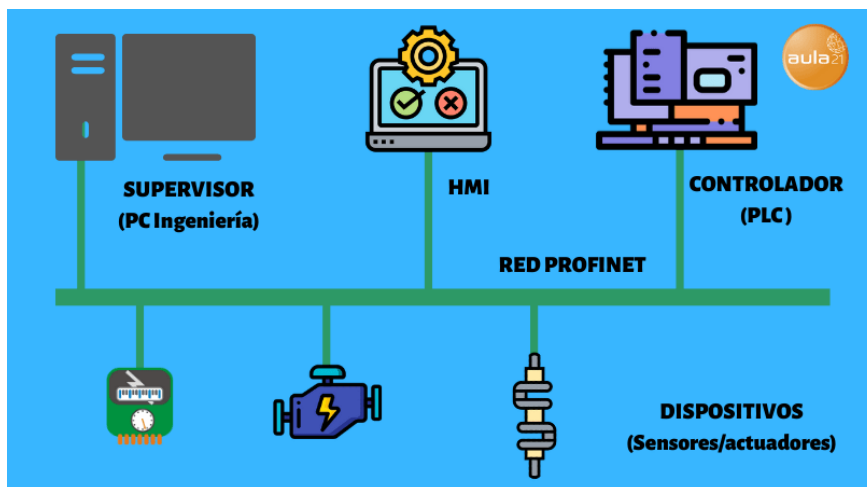 aula21
SUPERVISOR
(PC Ingeniería)
HMI
CONTROLADOR
(PLC )
RED PROFINET
DISPOSITIVOS
(Sensores/actuadores)